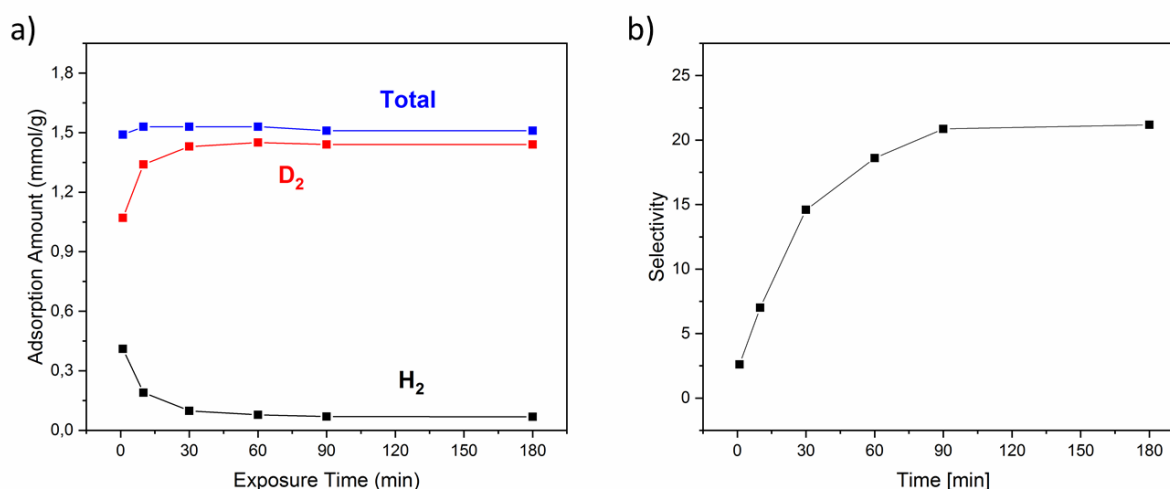 a)
Adsorption Amount (mmol/g)
1,8
1,5
1,2
0,9
0,6
0,3
0,0
Total
D₂
H₂
0 30 60 90 120 150 180
Exposure Time (min)
b)
Selectivity
25
20
15
10
5
0
0 30 60 90 120 150 180
Time [min]